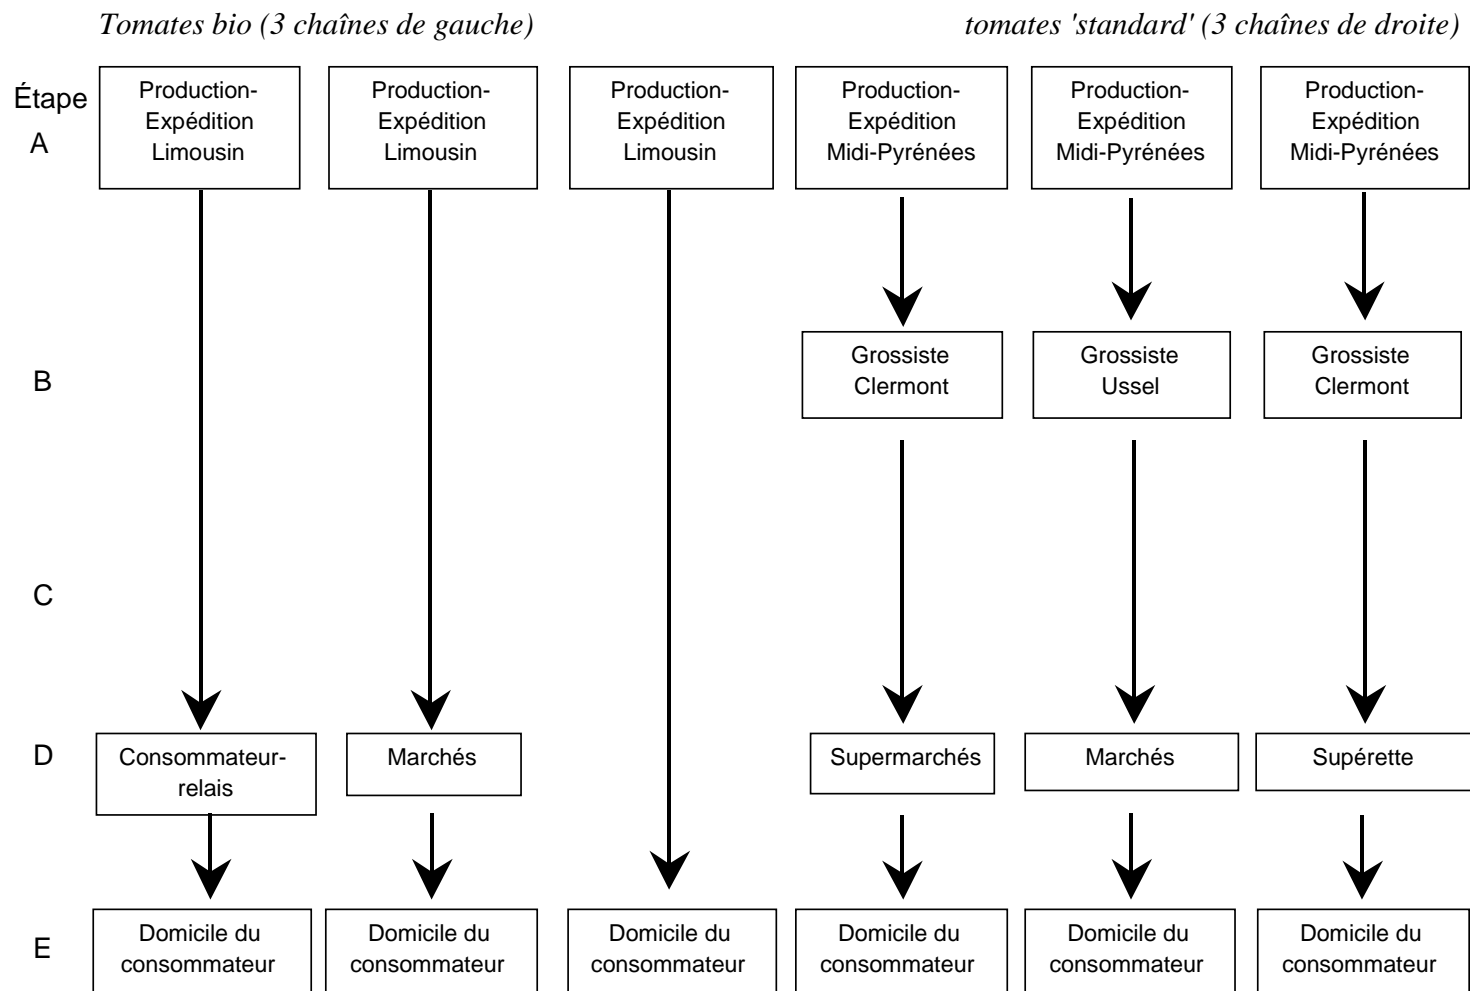 Tomates bio (3 chaînes de gauche)
tomates 'standard' (3 chaînes de droite)
Étape
A
Production-
Expédition
Limousin
Production-
Expédition
Limousin
Production-
Expédition
Limousin
Production-
Expédition
Midi-Pyrénées
Production-
Expédition
Midi-Pyrénées
Production-
Expédition
Midi-Pyrénées
B
Grossiste
Clermont
Grossiste
Ussel
Grossiste
Clermont
C
D
Consommateur-
relais
Marchés
Supermarchés
Marchés
Supérette
E
Domicile du
consommateur
Domicile du
consommateur
Domicile du
consommateur
Domicile du
consommateur
Domicile du
consommateur
Domicile du
consommateur